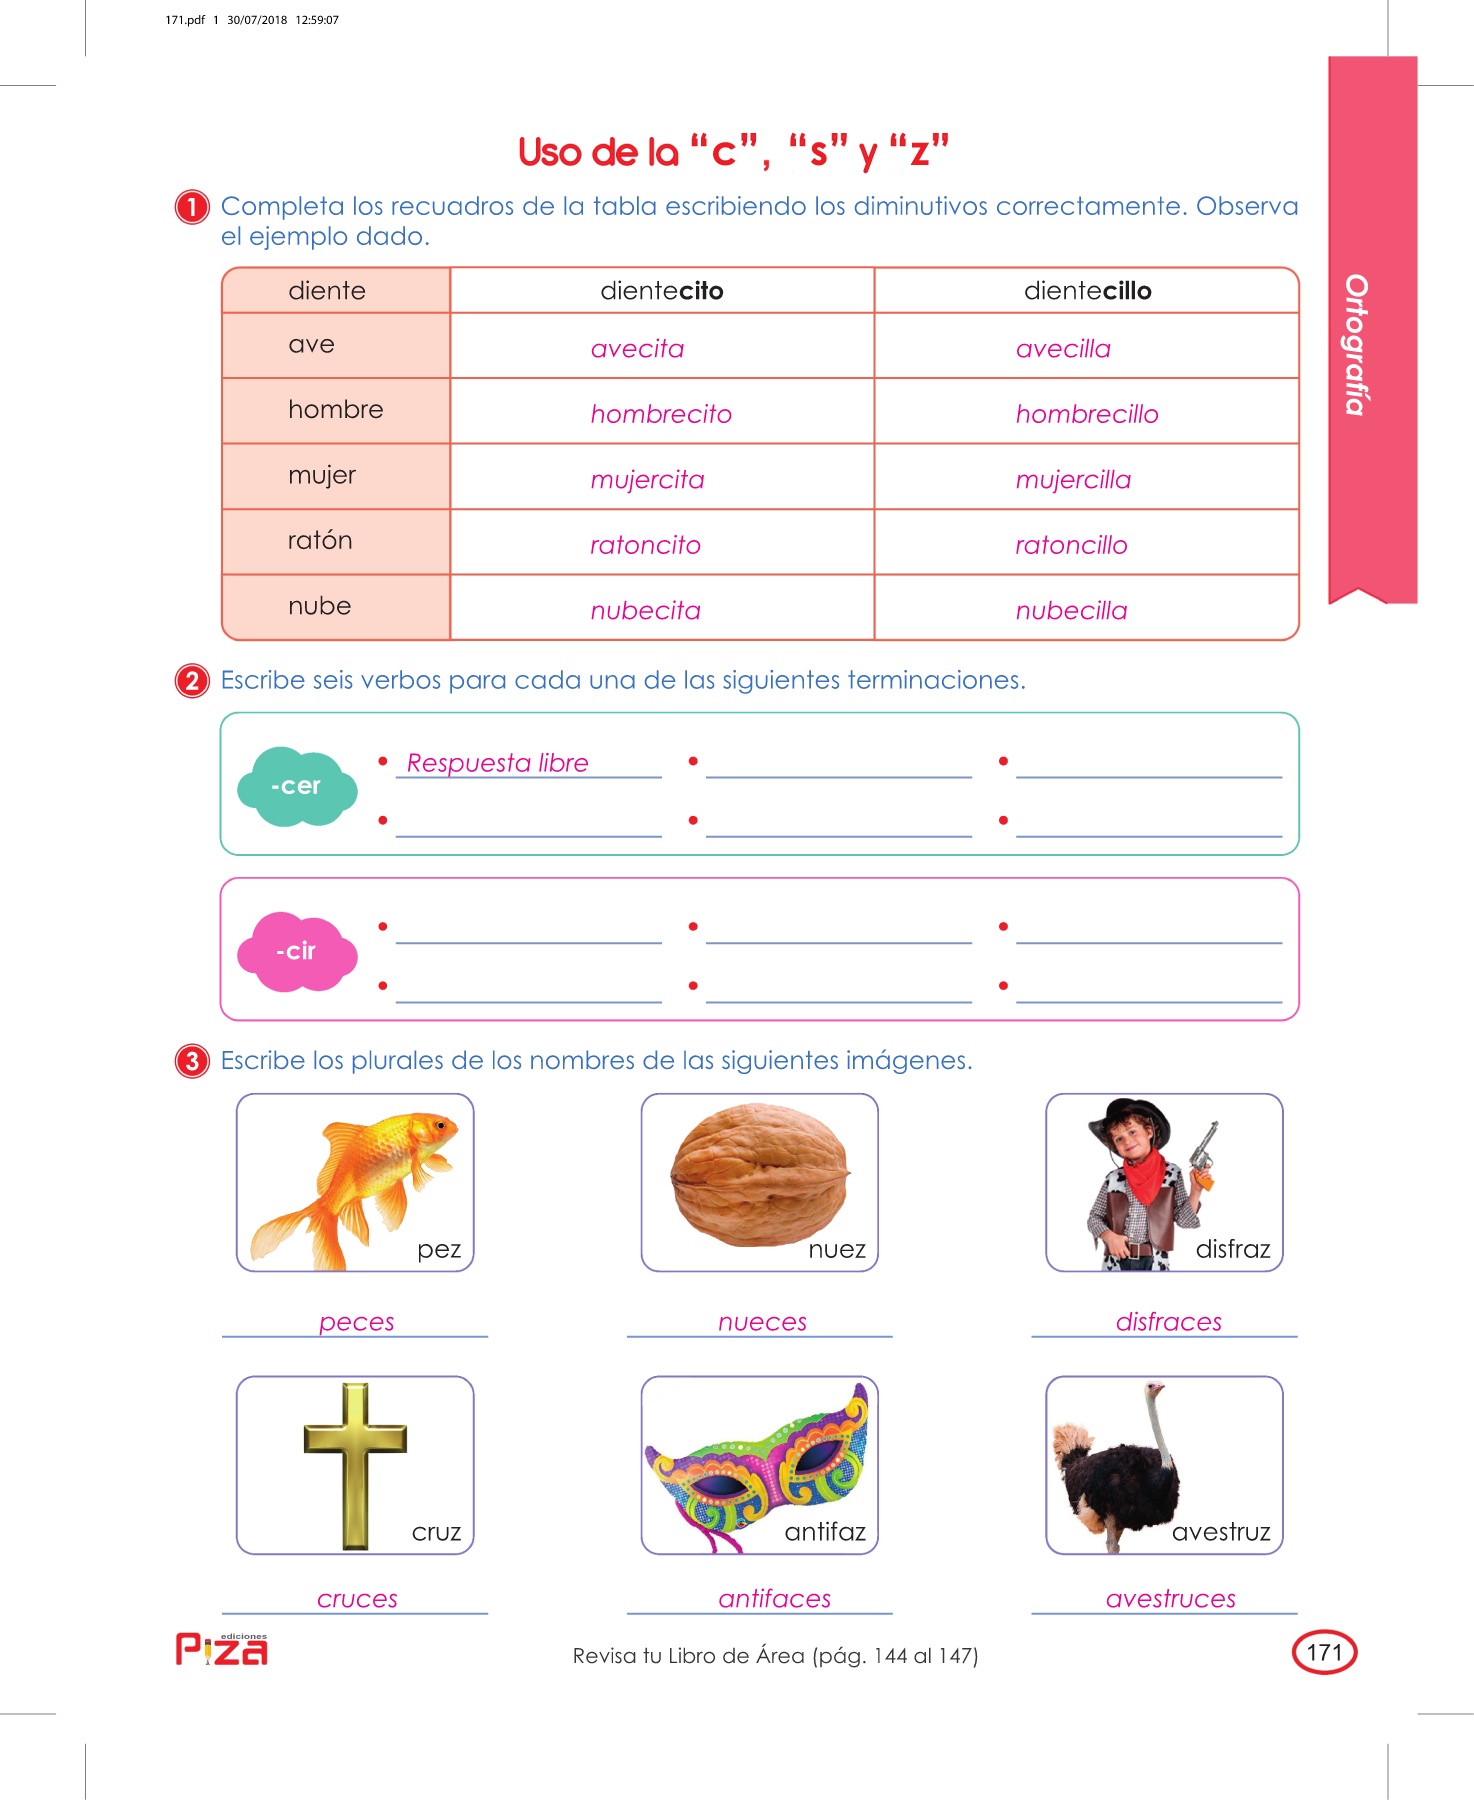 171.pdf 1 30/07/2018 12:59:07
Uso de la “c”, “s” y “z”
1 Completa los recuadros de la tabla escribiendo los diminutivos correctamente. Observa
el ejemplo dado.
diente dientecito dientecillo
ave avecita avecilla
hombre hombrecito hombrecillo
mujer mujercita mujercilla
ratón ratoncito ratoncillo
nube nubecita nubecilla
Ortografía
2 Escribe seis verbos para cada una de las siguientes terminaciones.
-cer • Respuesta libre • •
• • •
-cir • • •
• • •
3 Escribe los plurales de los nombres de las siguientes imágenes.
pez nuez disfraz
peces nueces disfraces
cruz antifaz avestruz
cruces antifaces avestruces
ediciones
Piza
Revisa tu Libro de Área (pág. 144 al 147)
171